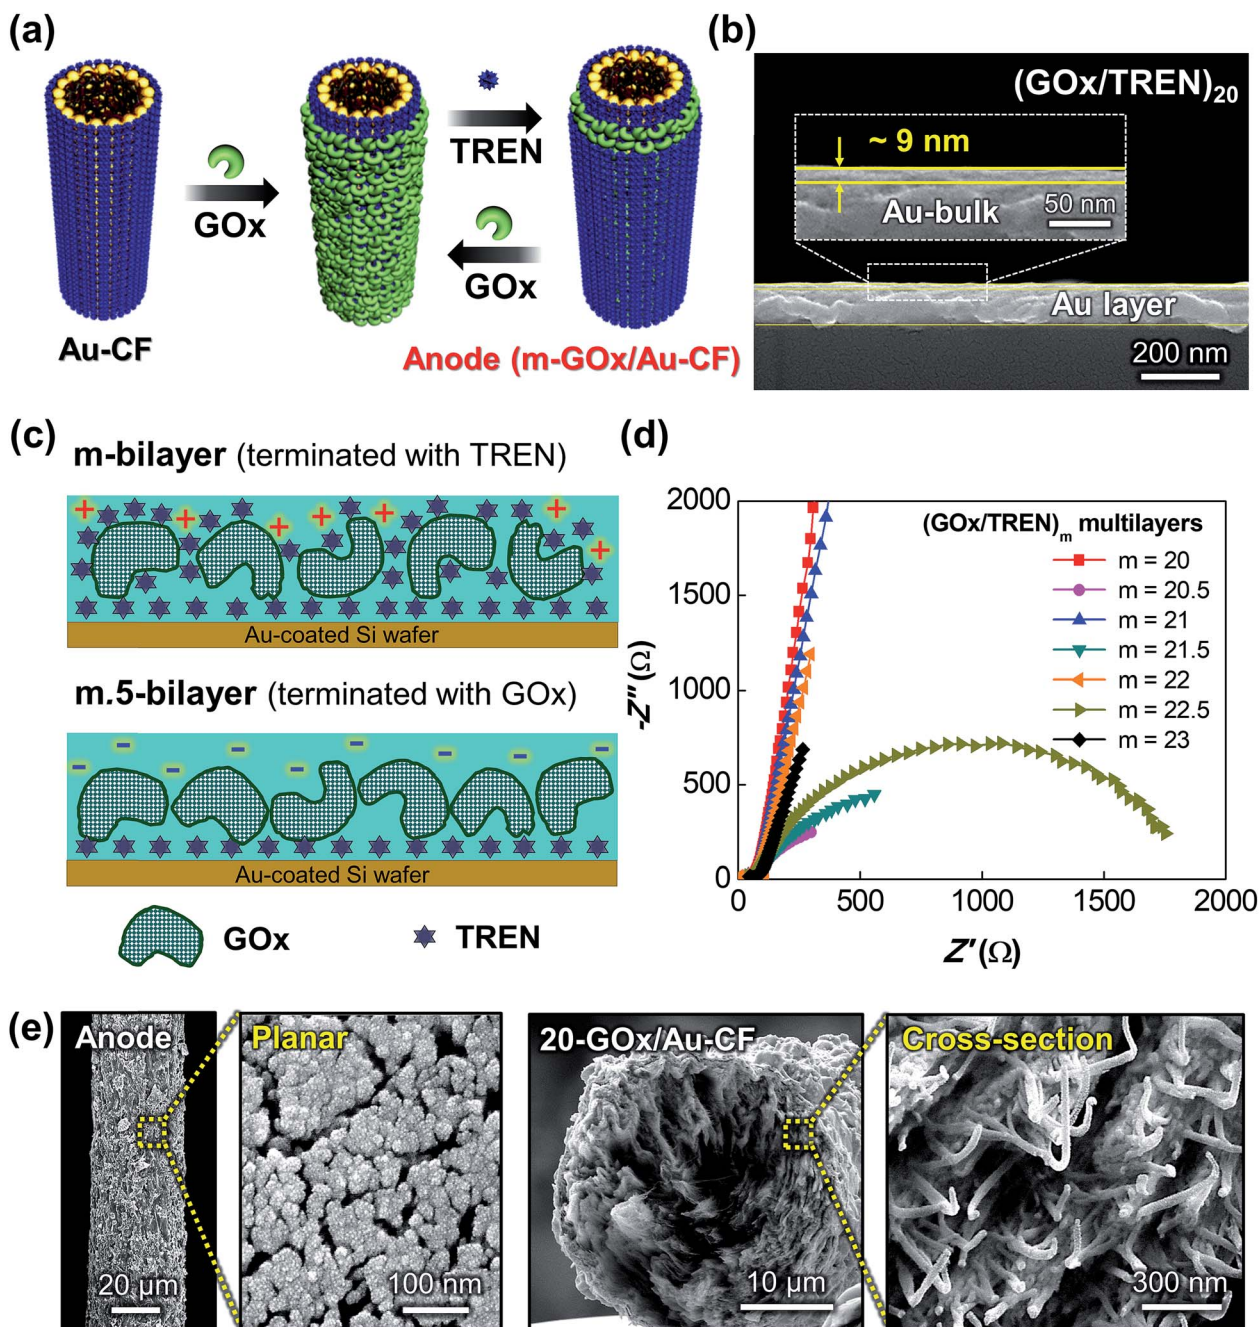 (a)
GOx
TREN
GOx
Au-CF
Anode (m-GOx/Au-CF)
(b)
(GOx/TREN)20
~ 9 nm
Au-bulk
50 nm
Au layer
200 nm
(c)
m-bilayer (terminated with TREN)
Au-coated Si wafer
m.5-bilayer (terminated with GOx)
Au-coated Si wafer
GOx
TREN
(d)
2000
1500
1000
500
0
-Z″(Ω)
(GOx/TREN)m multilayers
m = 20
m = 20.5
m = 21
m = 21.5
m = 22
m = 22.5
m = 23
0 500 1000 1500 2000
Z′(Ω)
(e)
Anode
20 μm
Planar
100 nm
20-GOx/Au-CF
10 μm
Cross-section
300 nm